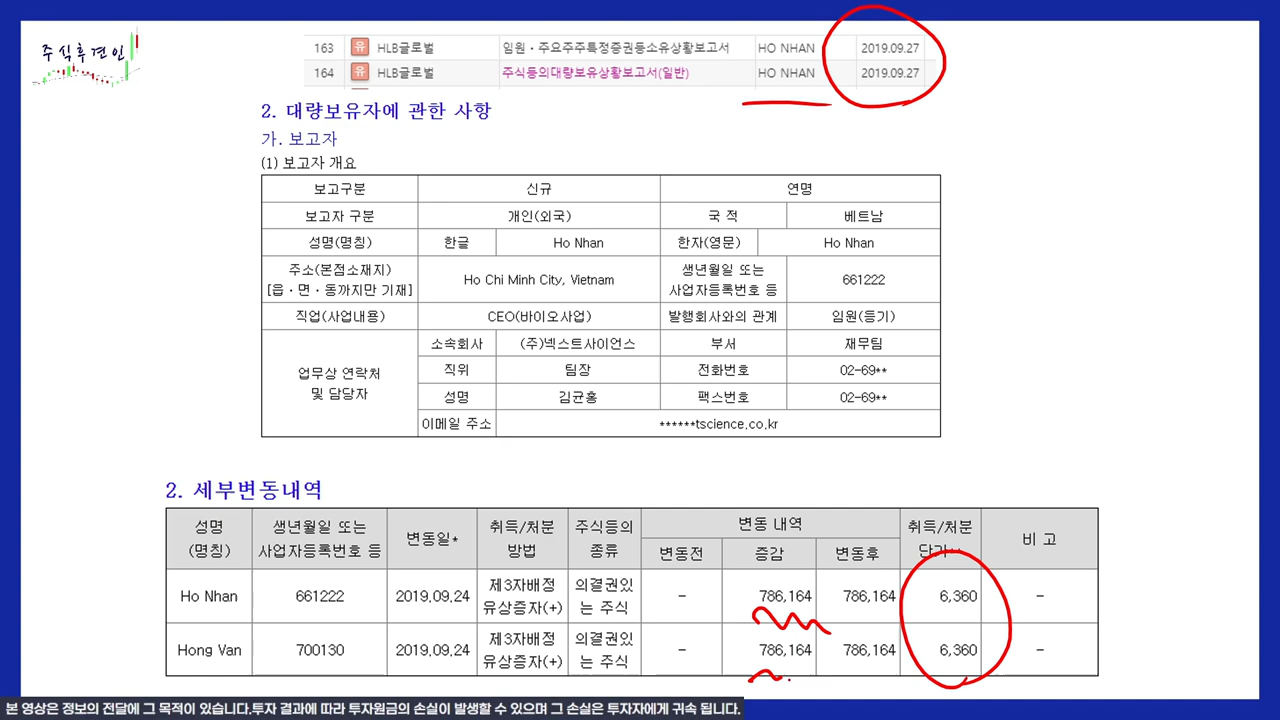 주식후견인
163 유 HLB글로벌 임원ㆍ주요주주특정증권등소유상황보고서 HO NHAN 2019.09.27
164 유 HLB글로벌 주식등의대량보유상황보고서(일반) HO NHAN 2019.09.27
2. 대량보유자에 관한 사항
가. 보고자
(1) 보고자 개요
보고구분 신규 연명
보고자 구분 개인(외국) 국 적 베트남
성명(명칭) 한글 Ho Nhan 한자(영문) Ho Nhan
주소(본점소재지) [읍ㆍ면ㆍ동까지만 기재] Ho Chi Minh City, Vietnam 생년월일 또는 사업자등록번호 등 661222
직업(사업내용) CEO(바이오사업) 발행회사와의 관계 임원(등기)
업무상 연락처 및 담당자 소속회사 (주)넥스트사이언스 부서 재무팀
직위 팀장 전화번호 02-69**
성명 김균홍 팩스번호 02-69**
이메일 주소 ******tscience.co.kr
2. 세부변동내역
성명 (명칭) 생년월일 또는 사업자등록번호 등 변동일* 취득/처분 방법 주식등의 종류 변동 내역 취득/처분 단가** 비 고
변동전 증감 변동후
Ho Nhan 661222 2019.09.24 제3자배정 유상증자(+) 의결권있는 주식 - 786,164 786,164 6,360 -
Hong Van 700130 2019.09.24 제3자배정 유상증자(+) 의결권있는 주식 - 786,164 786,164 6,360 -
본 영상은 정보의 전달에 그 목적이 있습니다.투자 결과에 따라 투자원금의 손실이 발생할 수 있으며 그 손실은 투자자에게 귀속 됩니다.